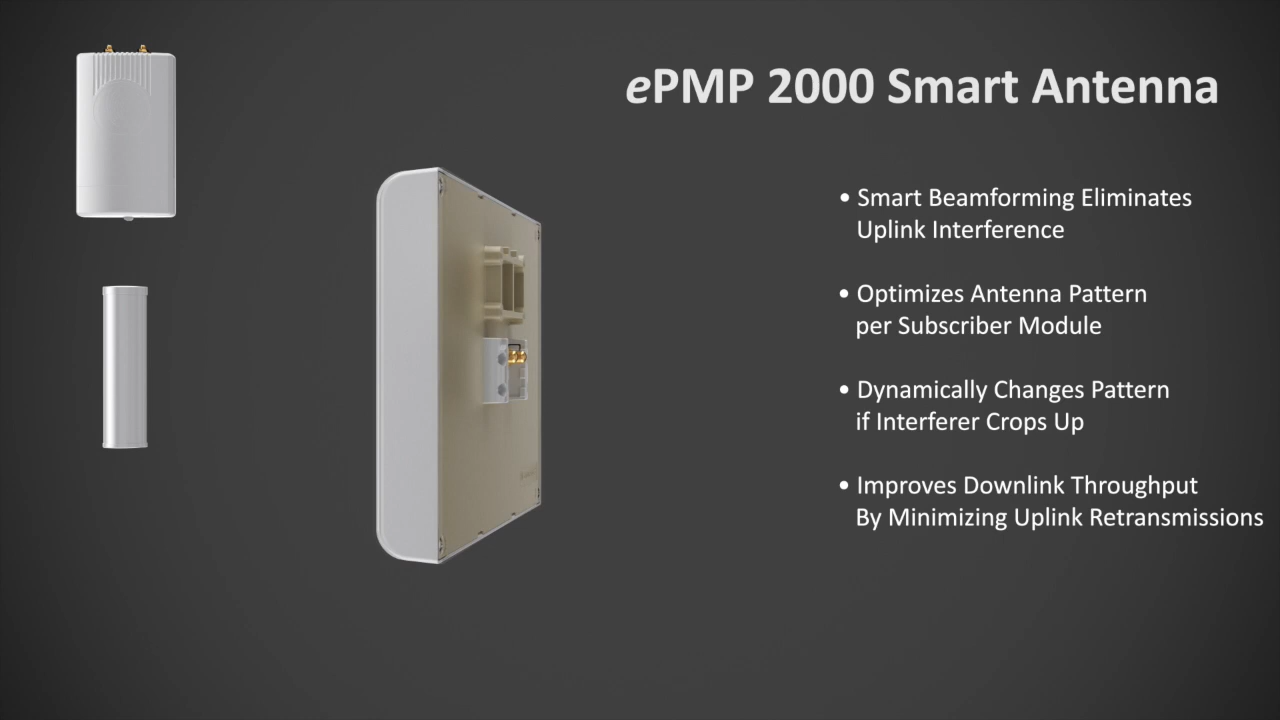 ePMP 2000 Smart Antenna
• Smart Beamforming Eliminates
Uplink Interference
• Optimizes Antenna Pattern
per Subscriber Module
• Dynamically Changes Pattern
if Interferer Crops Up
• Improves Downlink Throughput
By Minimizing Uplink Retransmissions